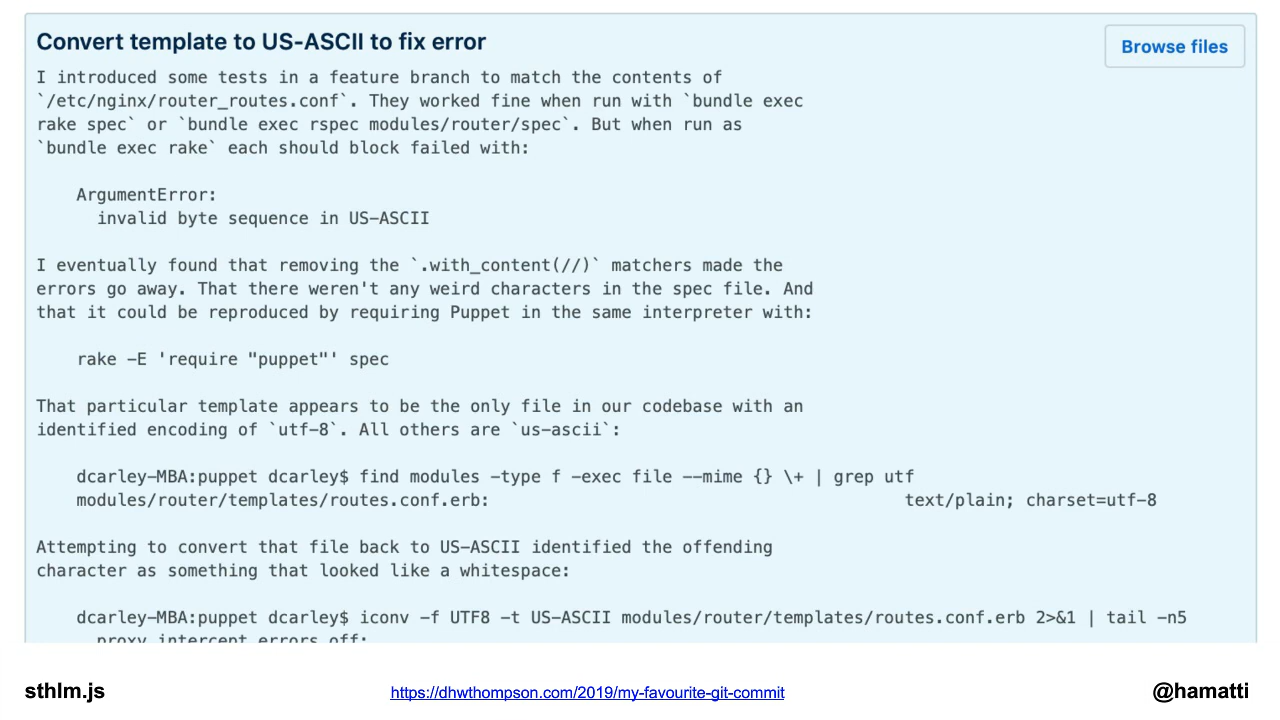 Convert template to US-ASCII to fix error
Browse files
I introduced some tests in a feature branch to match the contents of
`/etc/nginx/router_routes.conf`. They worked fine when run with `bundle exec
rake spec` or `bundle exec rspec modules/router/spec`. But when run as
`bundle exec rake` each should block failed with:
ArgumentError:
invalid byte sequence in US-ASCII
I eventually found that removing the `.with_content(//)` matchers made the
errors go away. That there weren't any weird characters in the spec file. And
that it could be reproduced by requiring Puppet in the same interpreter with:
rake -E 'require "puppet"' spec
That particular template appears to be the only file in our codebase with an
identified encoding of `utf-8`. All others are `us-ascii`:
dcarley-MBA:puppet dcarley$ find modules -type f -exec file --mime {} \+ | grep utf
modules/router/templates/routes.conf.erb: text/plain; charset=utf-8
Attempting to convert that file back to US-ASCII identified the offending
character as something that looked like a whitespace:
dcarley-MBA:puppet dcarley$ iconv -f UTF8 -t US-ASCII modules/router/templates/routes.conf.erb 2>&1 | tail -n5
proxy_intercept_errors off;
sthlm.js
https://dhwthompson.com/2019/my-favourite-git-commit
@hamatti